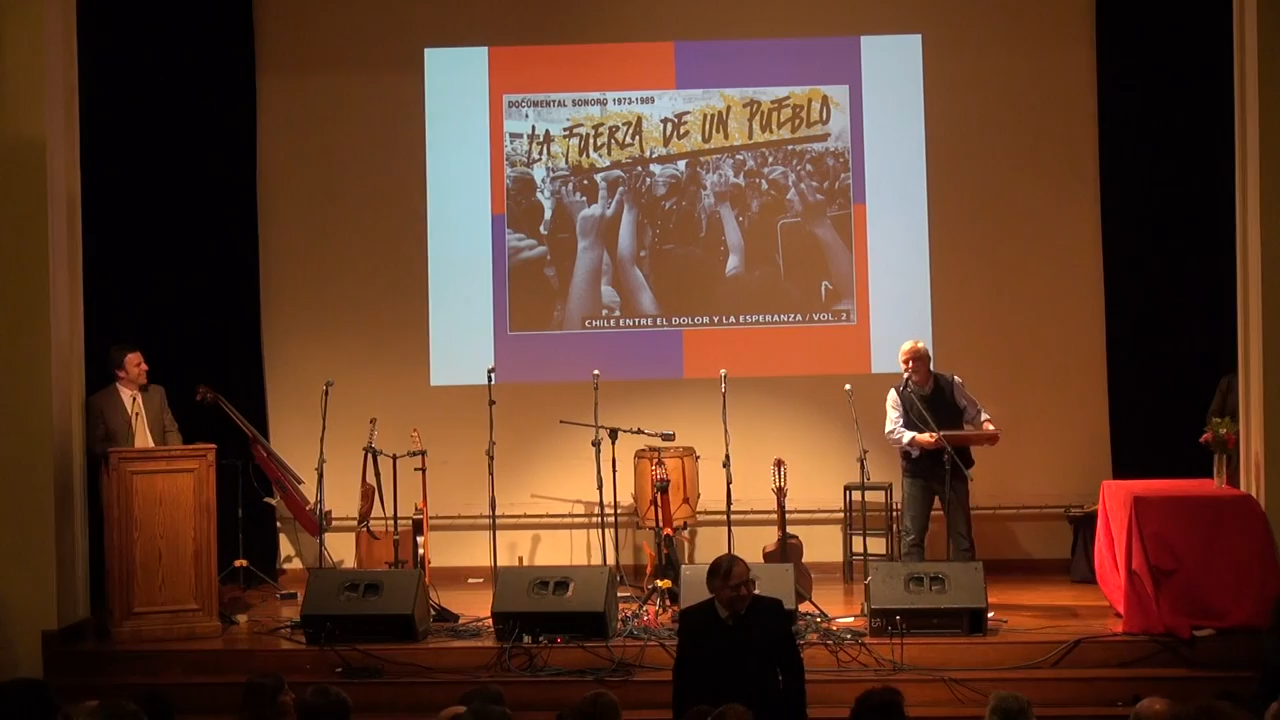 DOCUMENTAL SONORO 1973-1989
LA FUERZA DE UN PUEBLO
CHILE ENTRE EL DOLOR Y LA ESPERANZA / VOL. 2